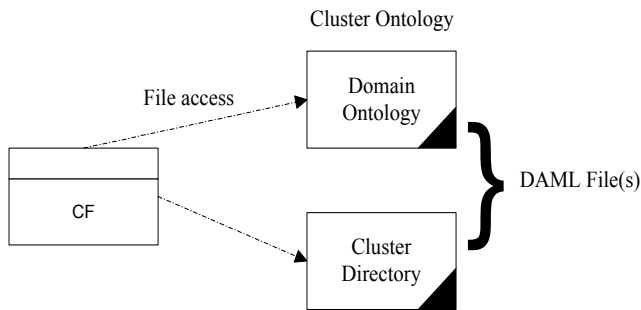 Cluster Ontology
Domain
Ontology
File access
DAML File(s)
CF
Cluster
Directory